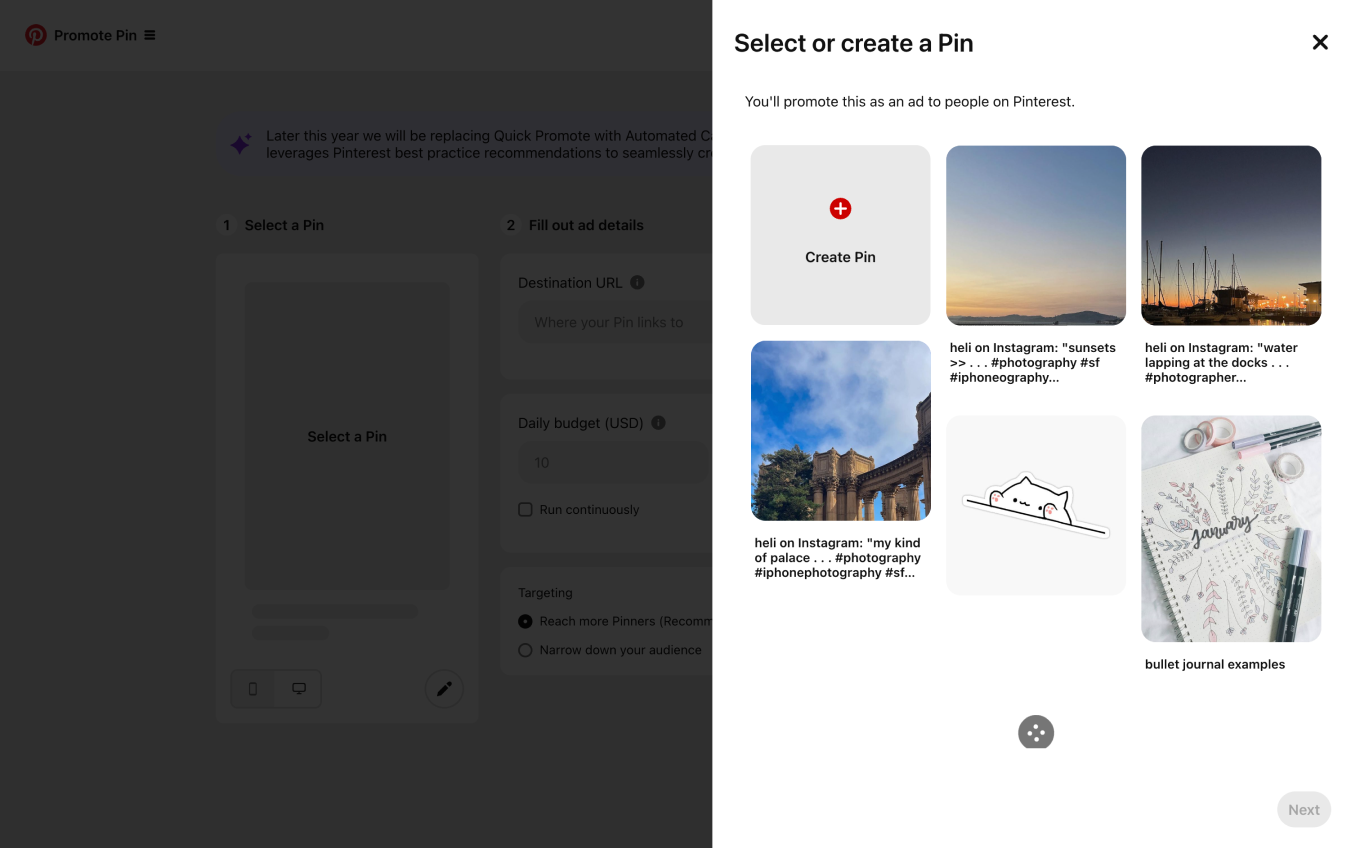 Promote Pin
Select or create a Pin
You'll promote this as an ad to people on Pinterest.
Later this year we will be replacing Quick Promote with Automated
leverages Pinterest best practice recommendations to seamlessly
1 Select a Pin
2 Fill out ad details
Select a Pin
Destination URL
Where your Pin links to
Daily budget (USD)
10
Run continuously
Targeting
Reach more Pinners
Narrow down your audience
Create Pin
heli on Instagram: "sunsets
>> . . . #photography #sf
#iphoneography...
heli on Instagram: "water
lapping at the docks . . .
#photographer...
heli on Instagram: "my kind
of palace . . . #photography
#iphonephotography #sf...
january
bullet journal examples
Next